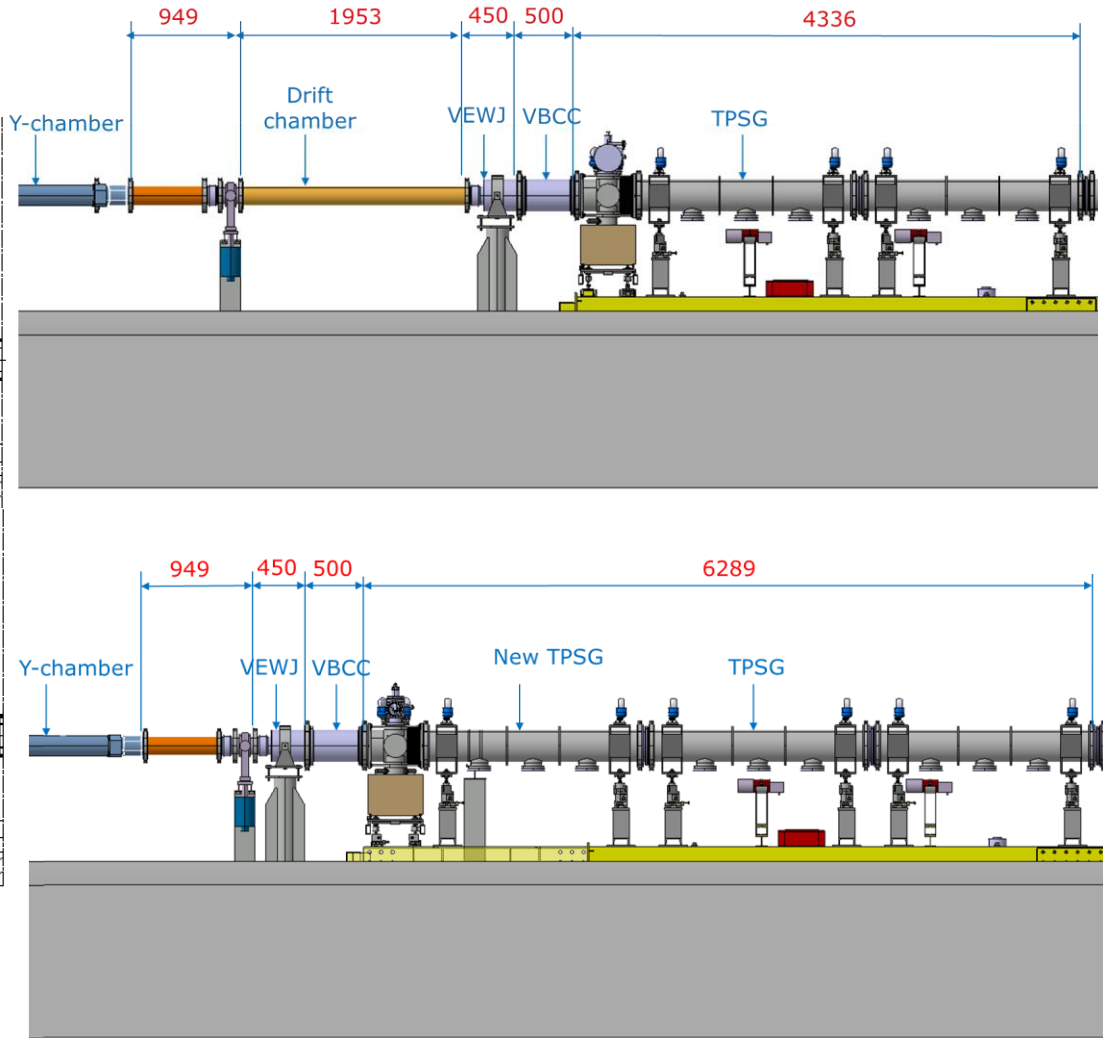 949 1953 450 500 4336
Drift
chamber
Y-chamber VEWJ VBCC TPSG
949 450 500 6289
Y-chamber VEWJ VBCC New TPSG TPSG